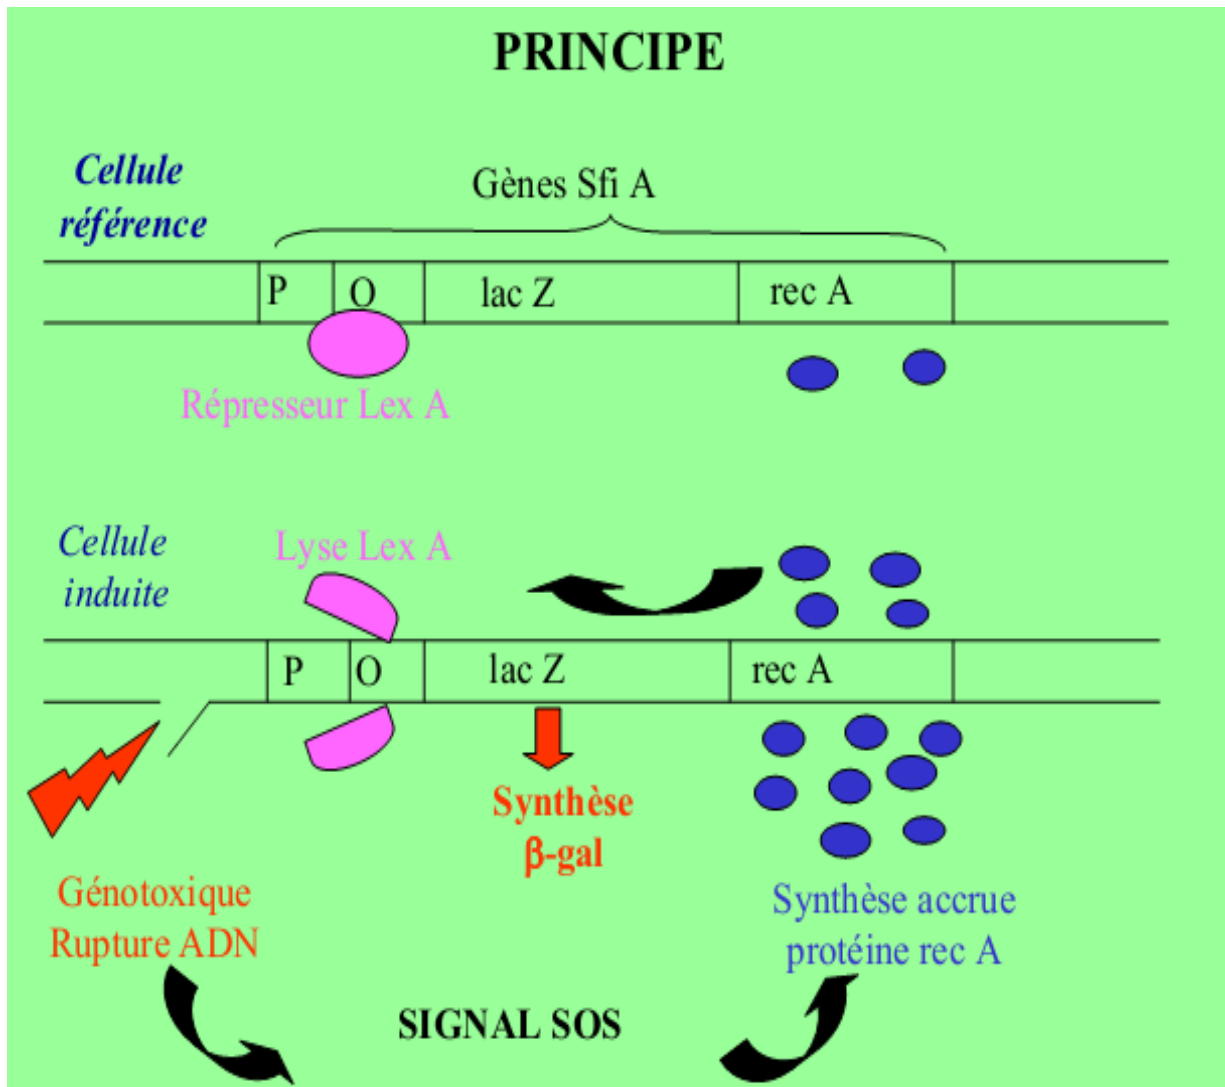 PRINCIPE
Cellule
référence
Gènes Sfi A
P
O
lac Z
rec A
Répresseur Lex A
Cellule
induite
Lyse Lex A
P
O
lac Z
rec A
Synthèse
β-gal
Génotoxique
Rupture ADN
Synthèse accrue
protéine rec A
SIGNAL SOS